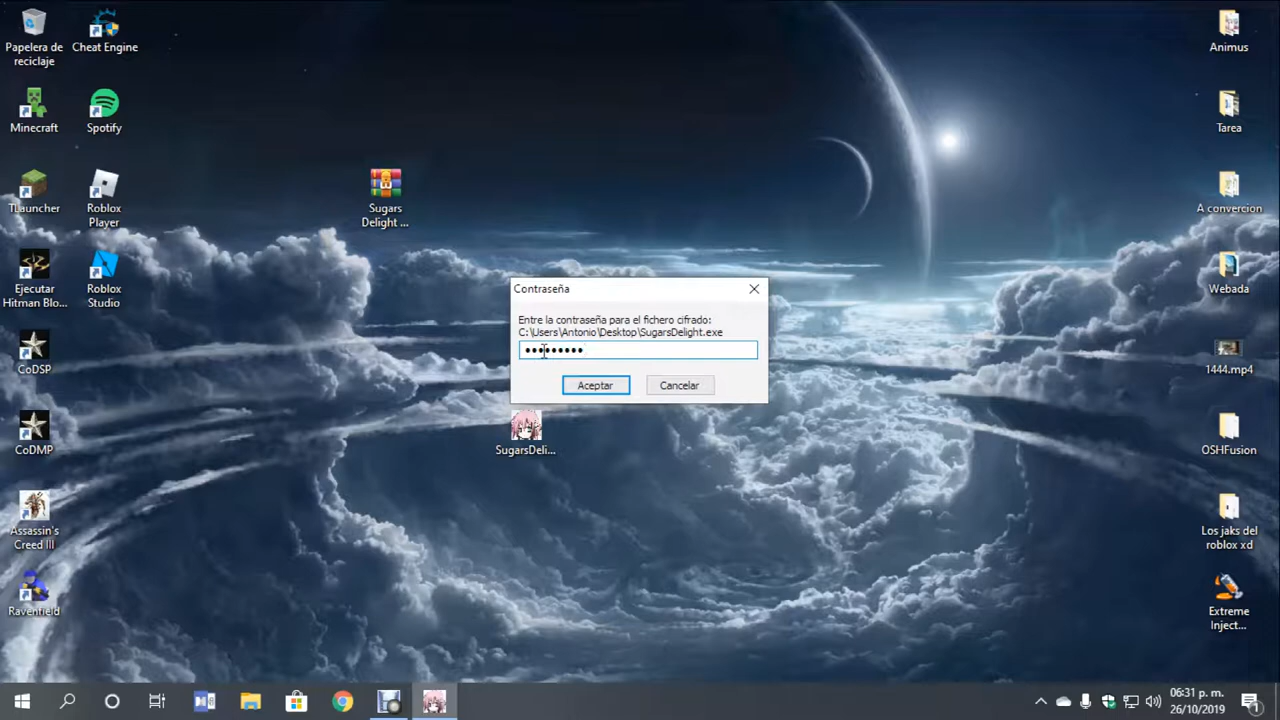 Papelera de
reciclaje
Cheat Engine
Minecraft
Spotify
TLauncher
Roblox
Player
Ejecutar
Hitman Blo...
Roblox
Studio
CoDSP
CoDMP
Assassin's
Creed III
Ravenfield
Sugars
Delight ...
Contraseña
Entre la contraseña para el fichero cifrado:
C:\Users\Antonio\Desktop\SugarsDelight.exe
Aceptar
Cancelar
SugarsDeli...
Animus
Tarea
A convercion
Webada
1444.mp4
OSHFusion
Los jaks del
roblox xd
Extreme
Inject...
06:31 p. m.
26/10/2019